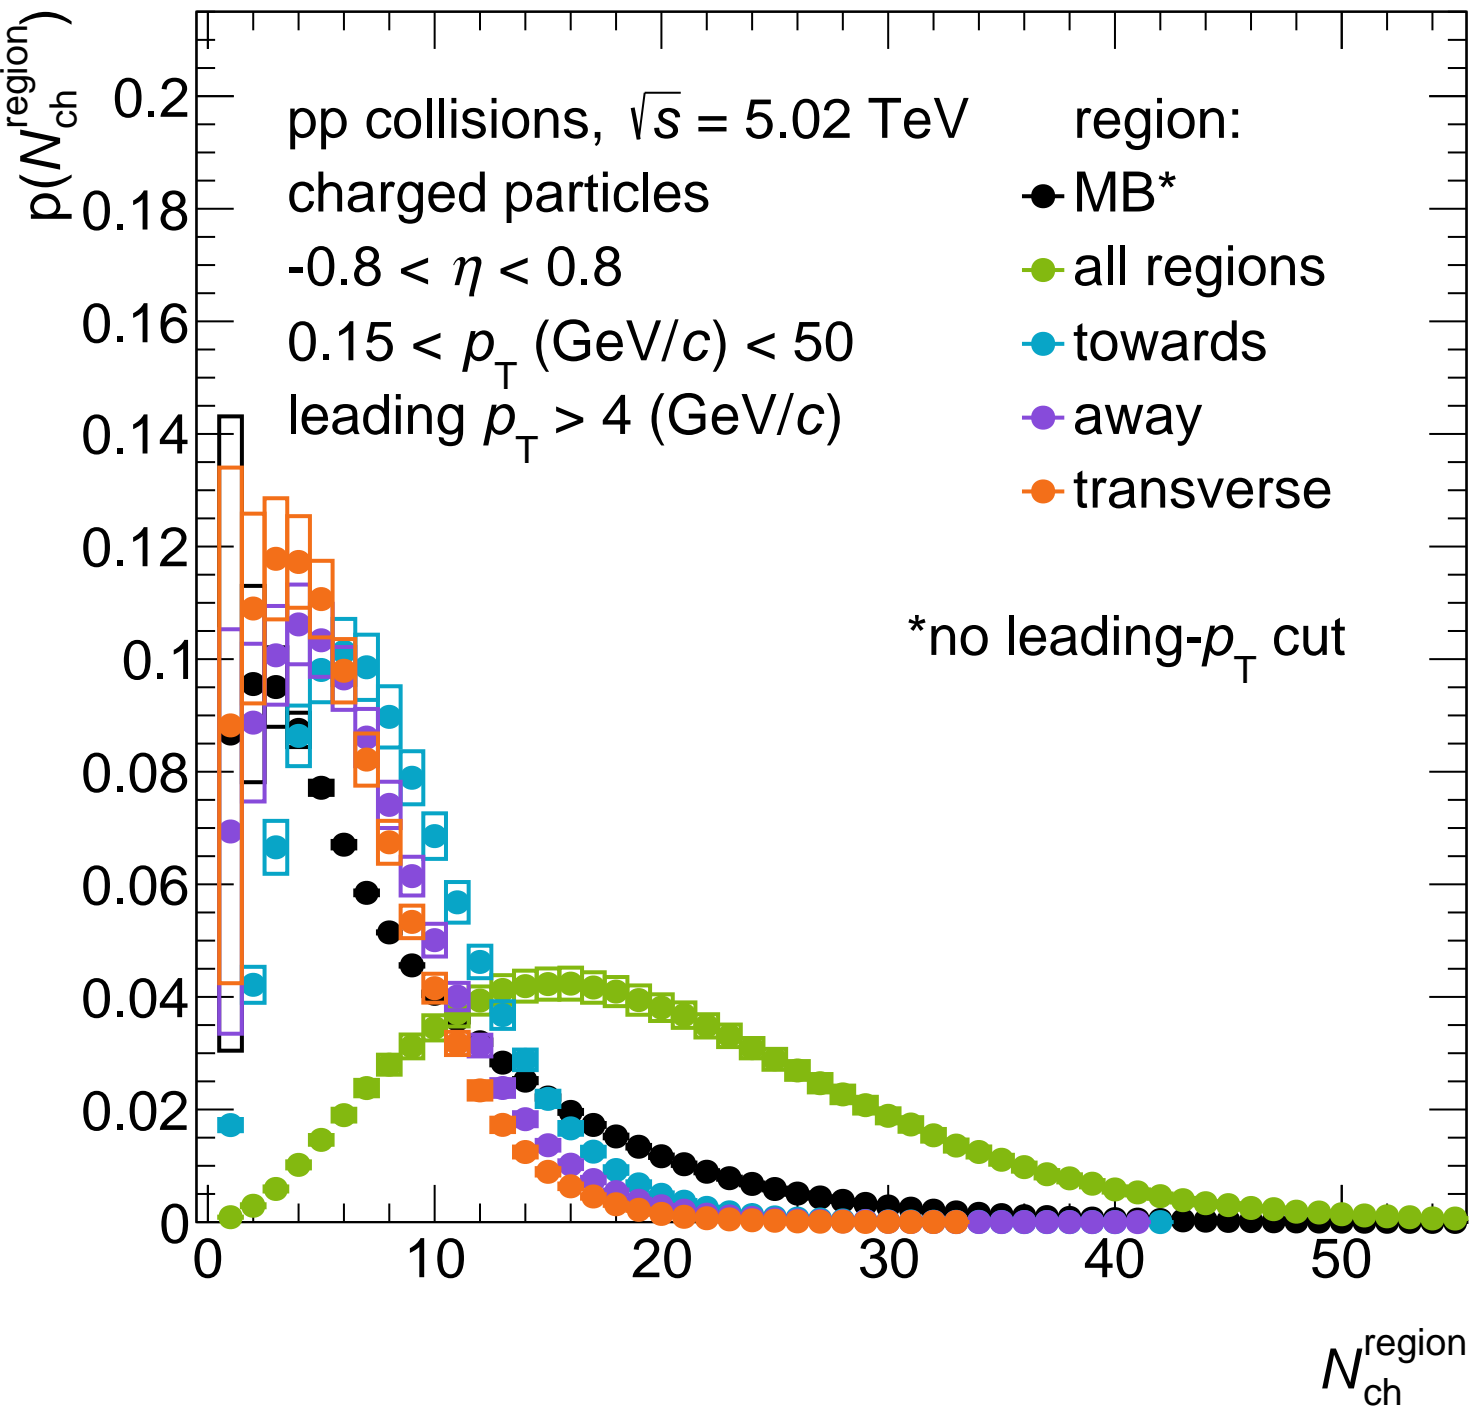 p(N_ch^region)
0.2
0.18
0.16
0.14
0.12
0.1
0.08
0.06
0.04
0.02
0
pp collisions, √s = 5.02 TeV
charged particles
-0.8 < η < 0.8
0.15 < p_T (GeV/c) < 50
leading p_T > 4 (GeV/c)
region:
MB*
all regions
towards
away
transverse
*no leading-p_T cut
0 10 20 30 40 50
N_ch^region